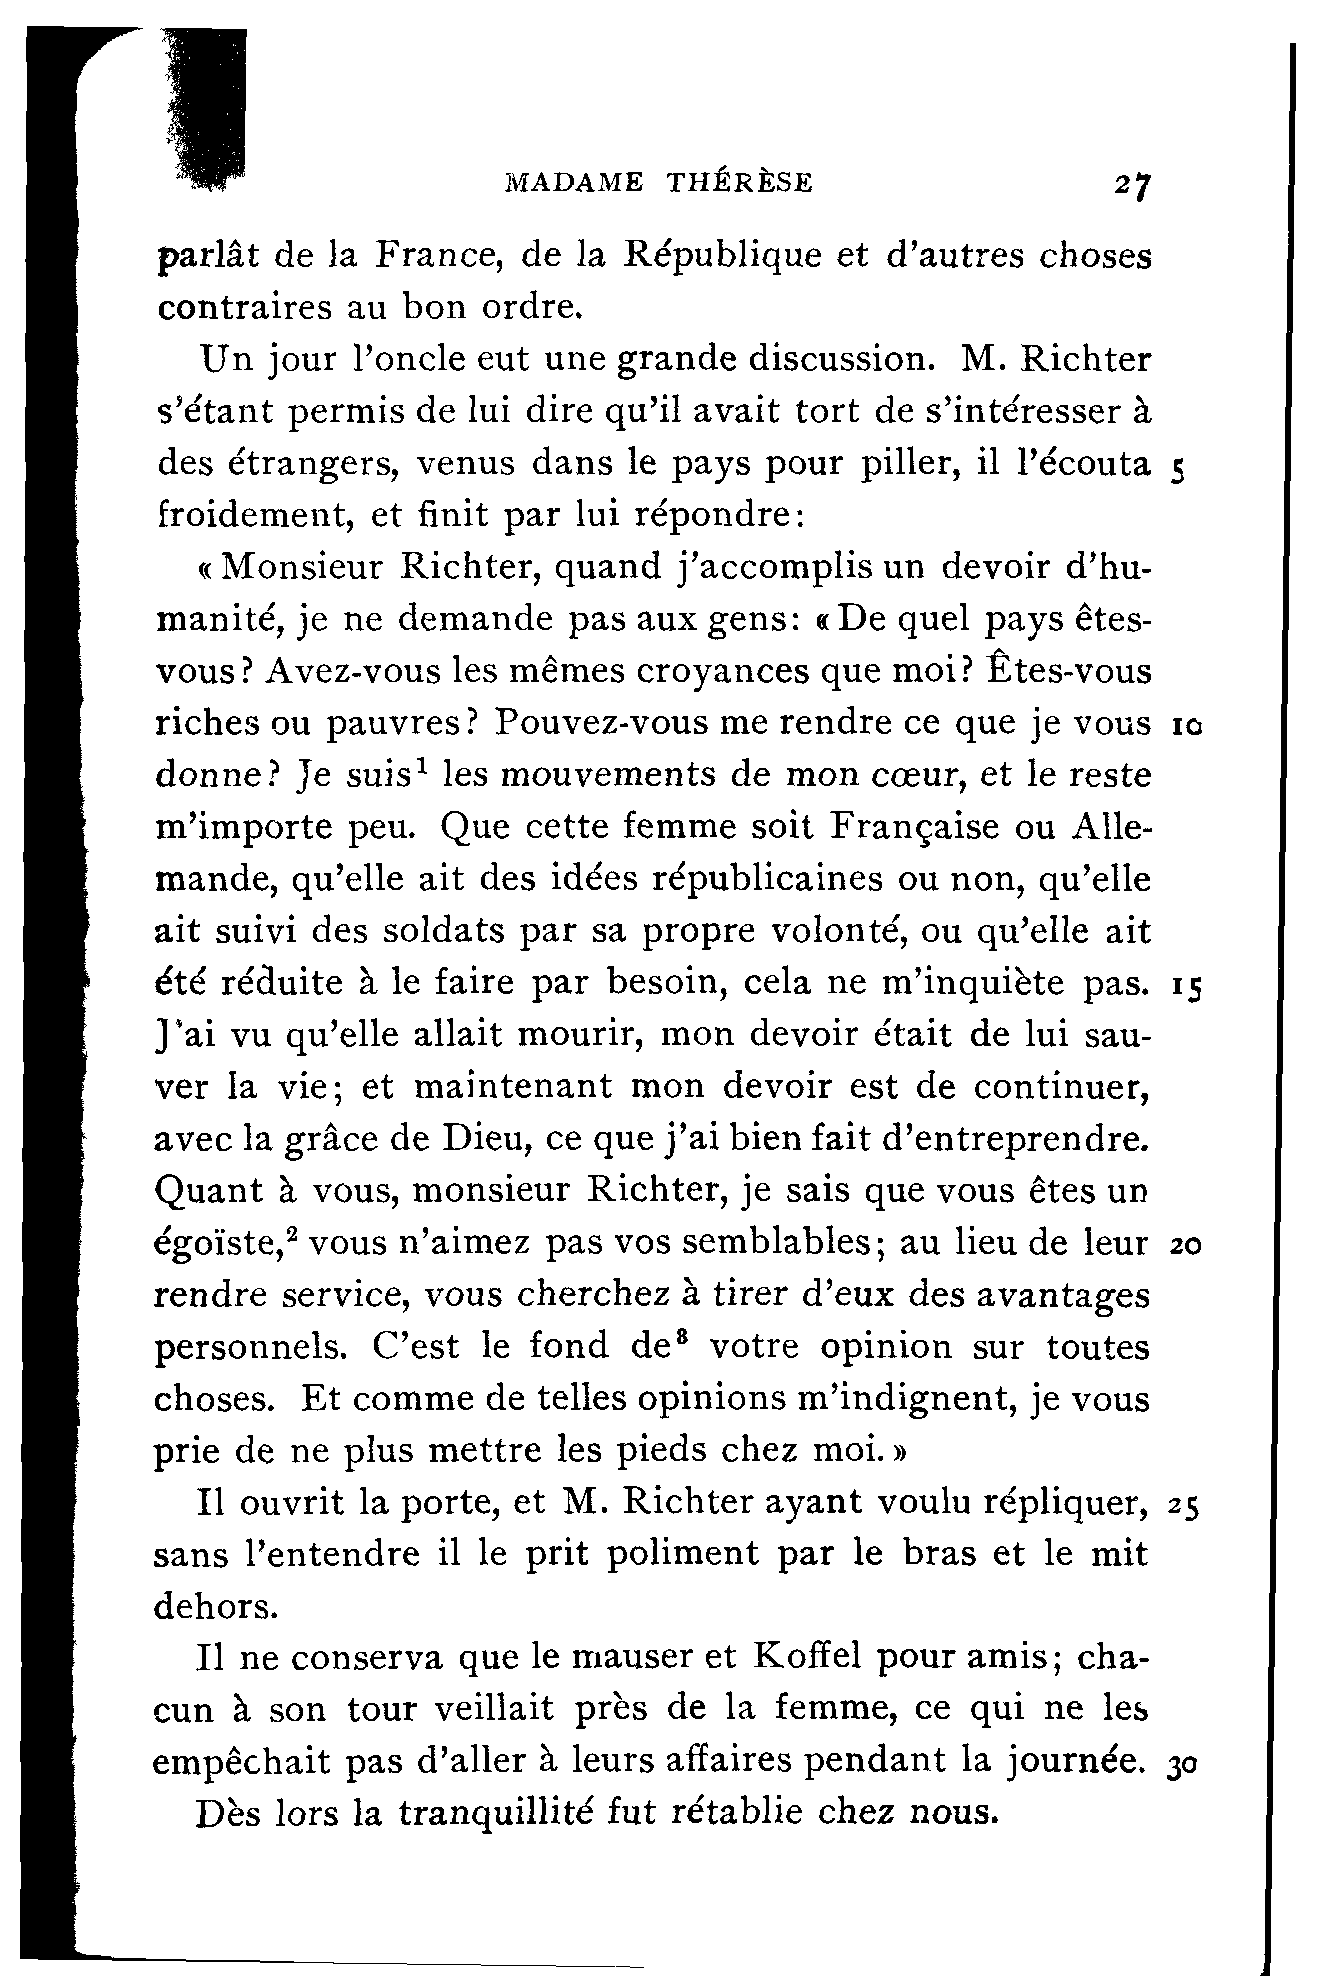 MADAME THÉRÈSE 27
parlât de la France, de la République et d'autres choses
contraires au bon ordre.
Un jour l'oncle eut une grande discussion. M. Richter
s'étant permis de lui dire qu'il avait tort de s'intéresser à
des étrangers, venus dans le pays pour piller, il l'écouta 5
froidement, et finit par lui répondre:
« Monsieur Richter, quand j'accomplis un devoir d'hu-
manité, je ne demande pas aux gens: « De quel pays êtes-
vous? Avez-vous les mêmes croyances que moi? Êtes-vous
riches ou pauvres? Pouvez-vous me rendre ce que je vous 10
donne? Je suis¹ les mouvements de mon cœur, et le reste
m'importe peu. Que cette femme soit Française ou Alle-
mande, qu'elle ait des idées républicaines ou non, qu'elle
ait suivi des soldats par sa propre volonté, ou qu'elle ait
été réduite à le faire par besoin, cela ne m'inquiète pas. 15
J'ai vu qu'elle allait mourir, mon devoir était de lui sau-
ver la vie; et maintenant mon devoir est de continuer,
avec la grâce de Dieu, ce que j'ai bien fait d'entreprendre.
Quant à vous, monsieur Richter, je sais que vous êtes un
égoïste,² vous n'aimez pas vos semblables; au lieu de leur 20
rendre service, vous cherchez à tirer d'eux des avantages
personnels. C'est le fond de³ votre opinion sur toutes
choses. Et comme de telles opinions m'indignent, je vous
prie de ne plus mettre les pieds chez moi. »
Il ouvrit la porte, et M. Richter ayant voulu répliquer, 25
sans l'entendre il le prit poliment par le bras et le mit
dehors.
Il ne conserva que le mauser et Koffel pour amis; cha-
cun à son tour veillait près de la femme, ce qui ne les
empêchait pas d'aller à leurs affaires pendant la journée. 30
Dès lors la tranquillité fut rétablie chez nous.